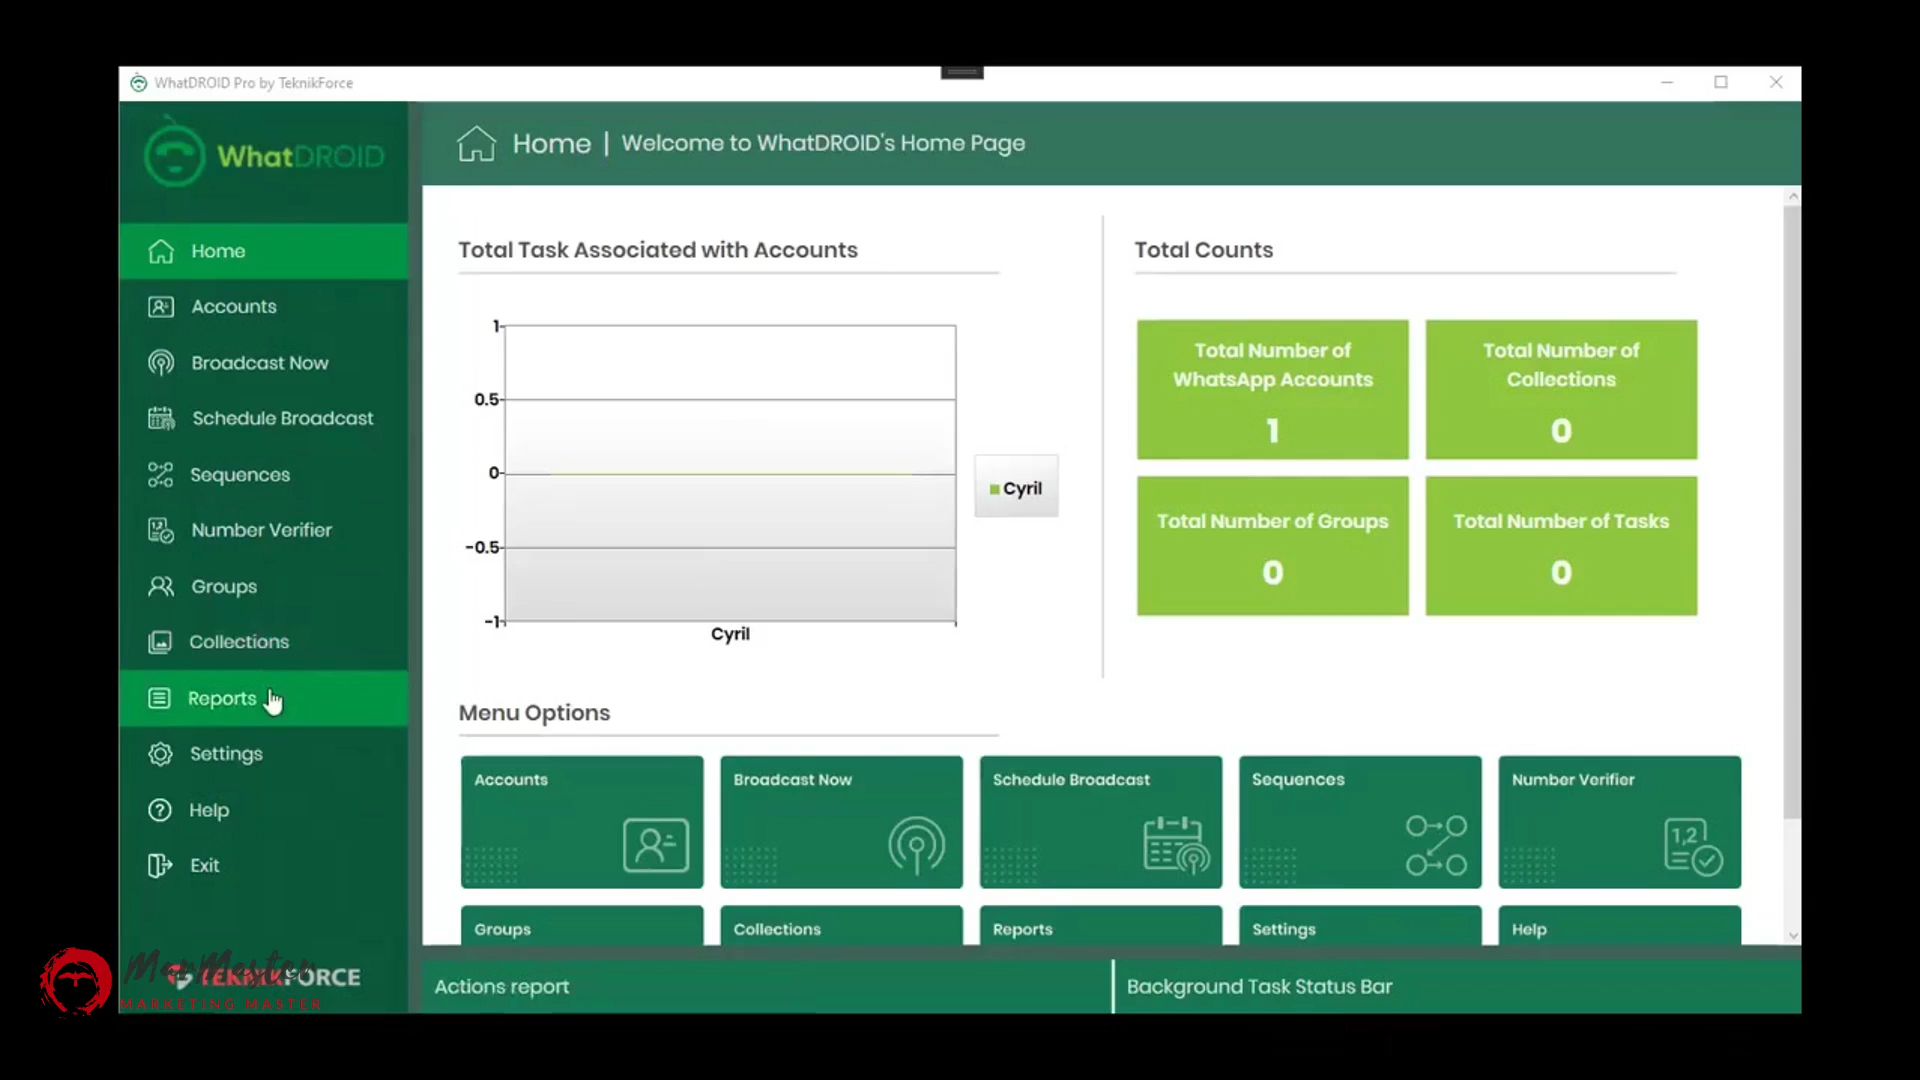 WhatDROID Pro by TeknikForce
WhatDROID
Home | Welcome to WhatDROID's Home Page
Home
Accounts
Broadcast Now
Schedule Broadcast
Sequences
Number Verifier
Groups
Collections
Reports
Settings
Help
Exit
MarMaster
MARKETING MASTER
TEKNIKFORCE
Total Task Associated with Accounts
1
0.5
0
-0.5
-1
Cyril
Cyril
Total Counts
Total Number of
WhatsApp Accounts
1
Total Number of
Collections
0
Total Number of Groups
0
Total Number of Tasks
0
Menu Options
Accounts
Broadcast Now
Schedule Broadcast
Sequences
Number Verifier
1,2
Groups
Collections
Reports
Settings
Help
Actions report
Background Task Status Bar